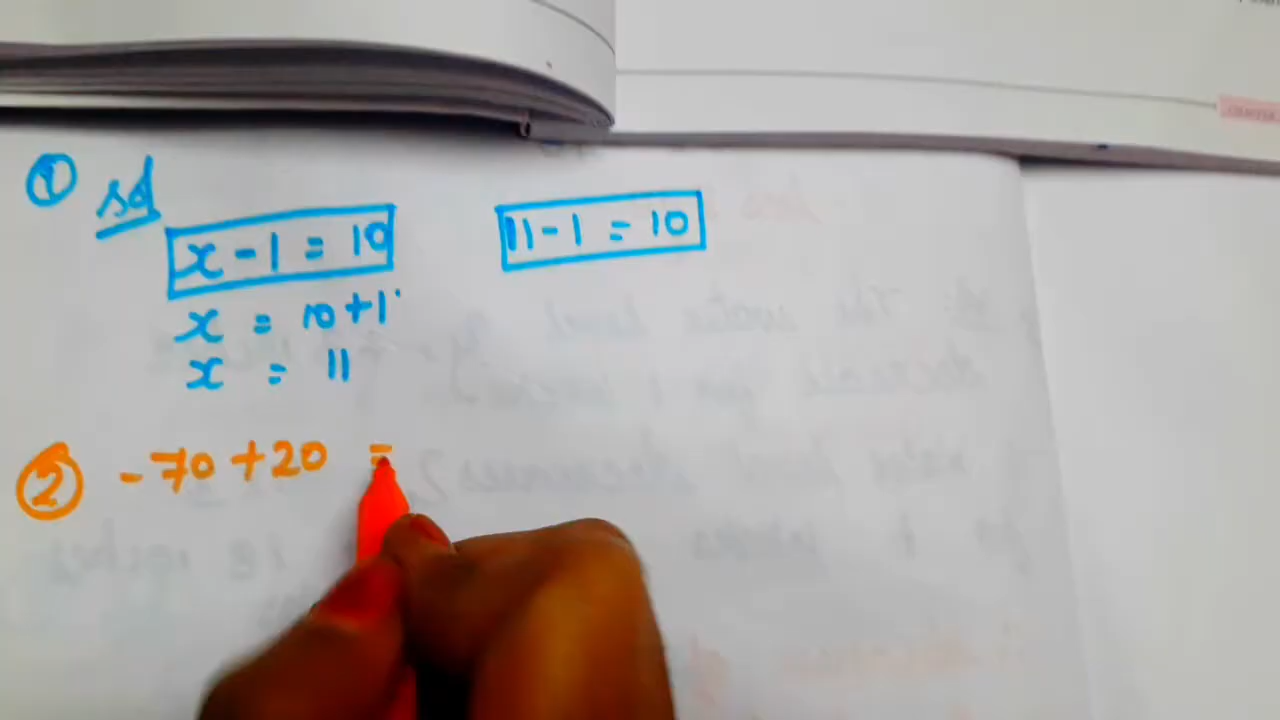 1 Sol
x - 1 = 10    11 - 1 = 10
x = 10 + 1
x = 11
2 - 70 + 20 =